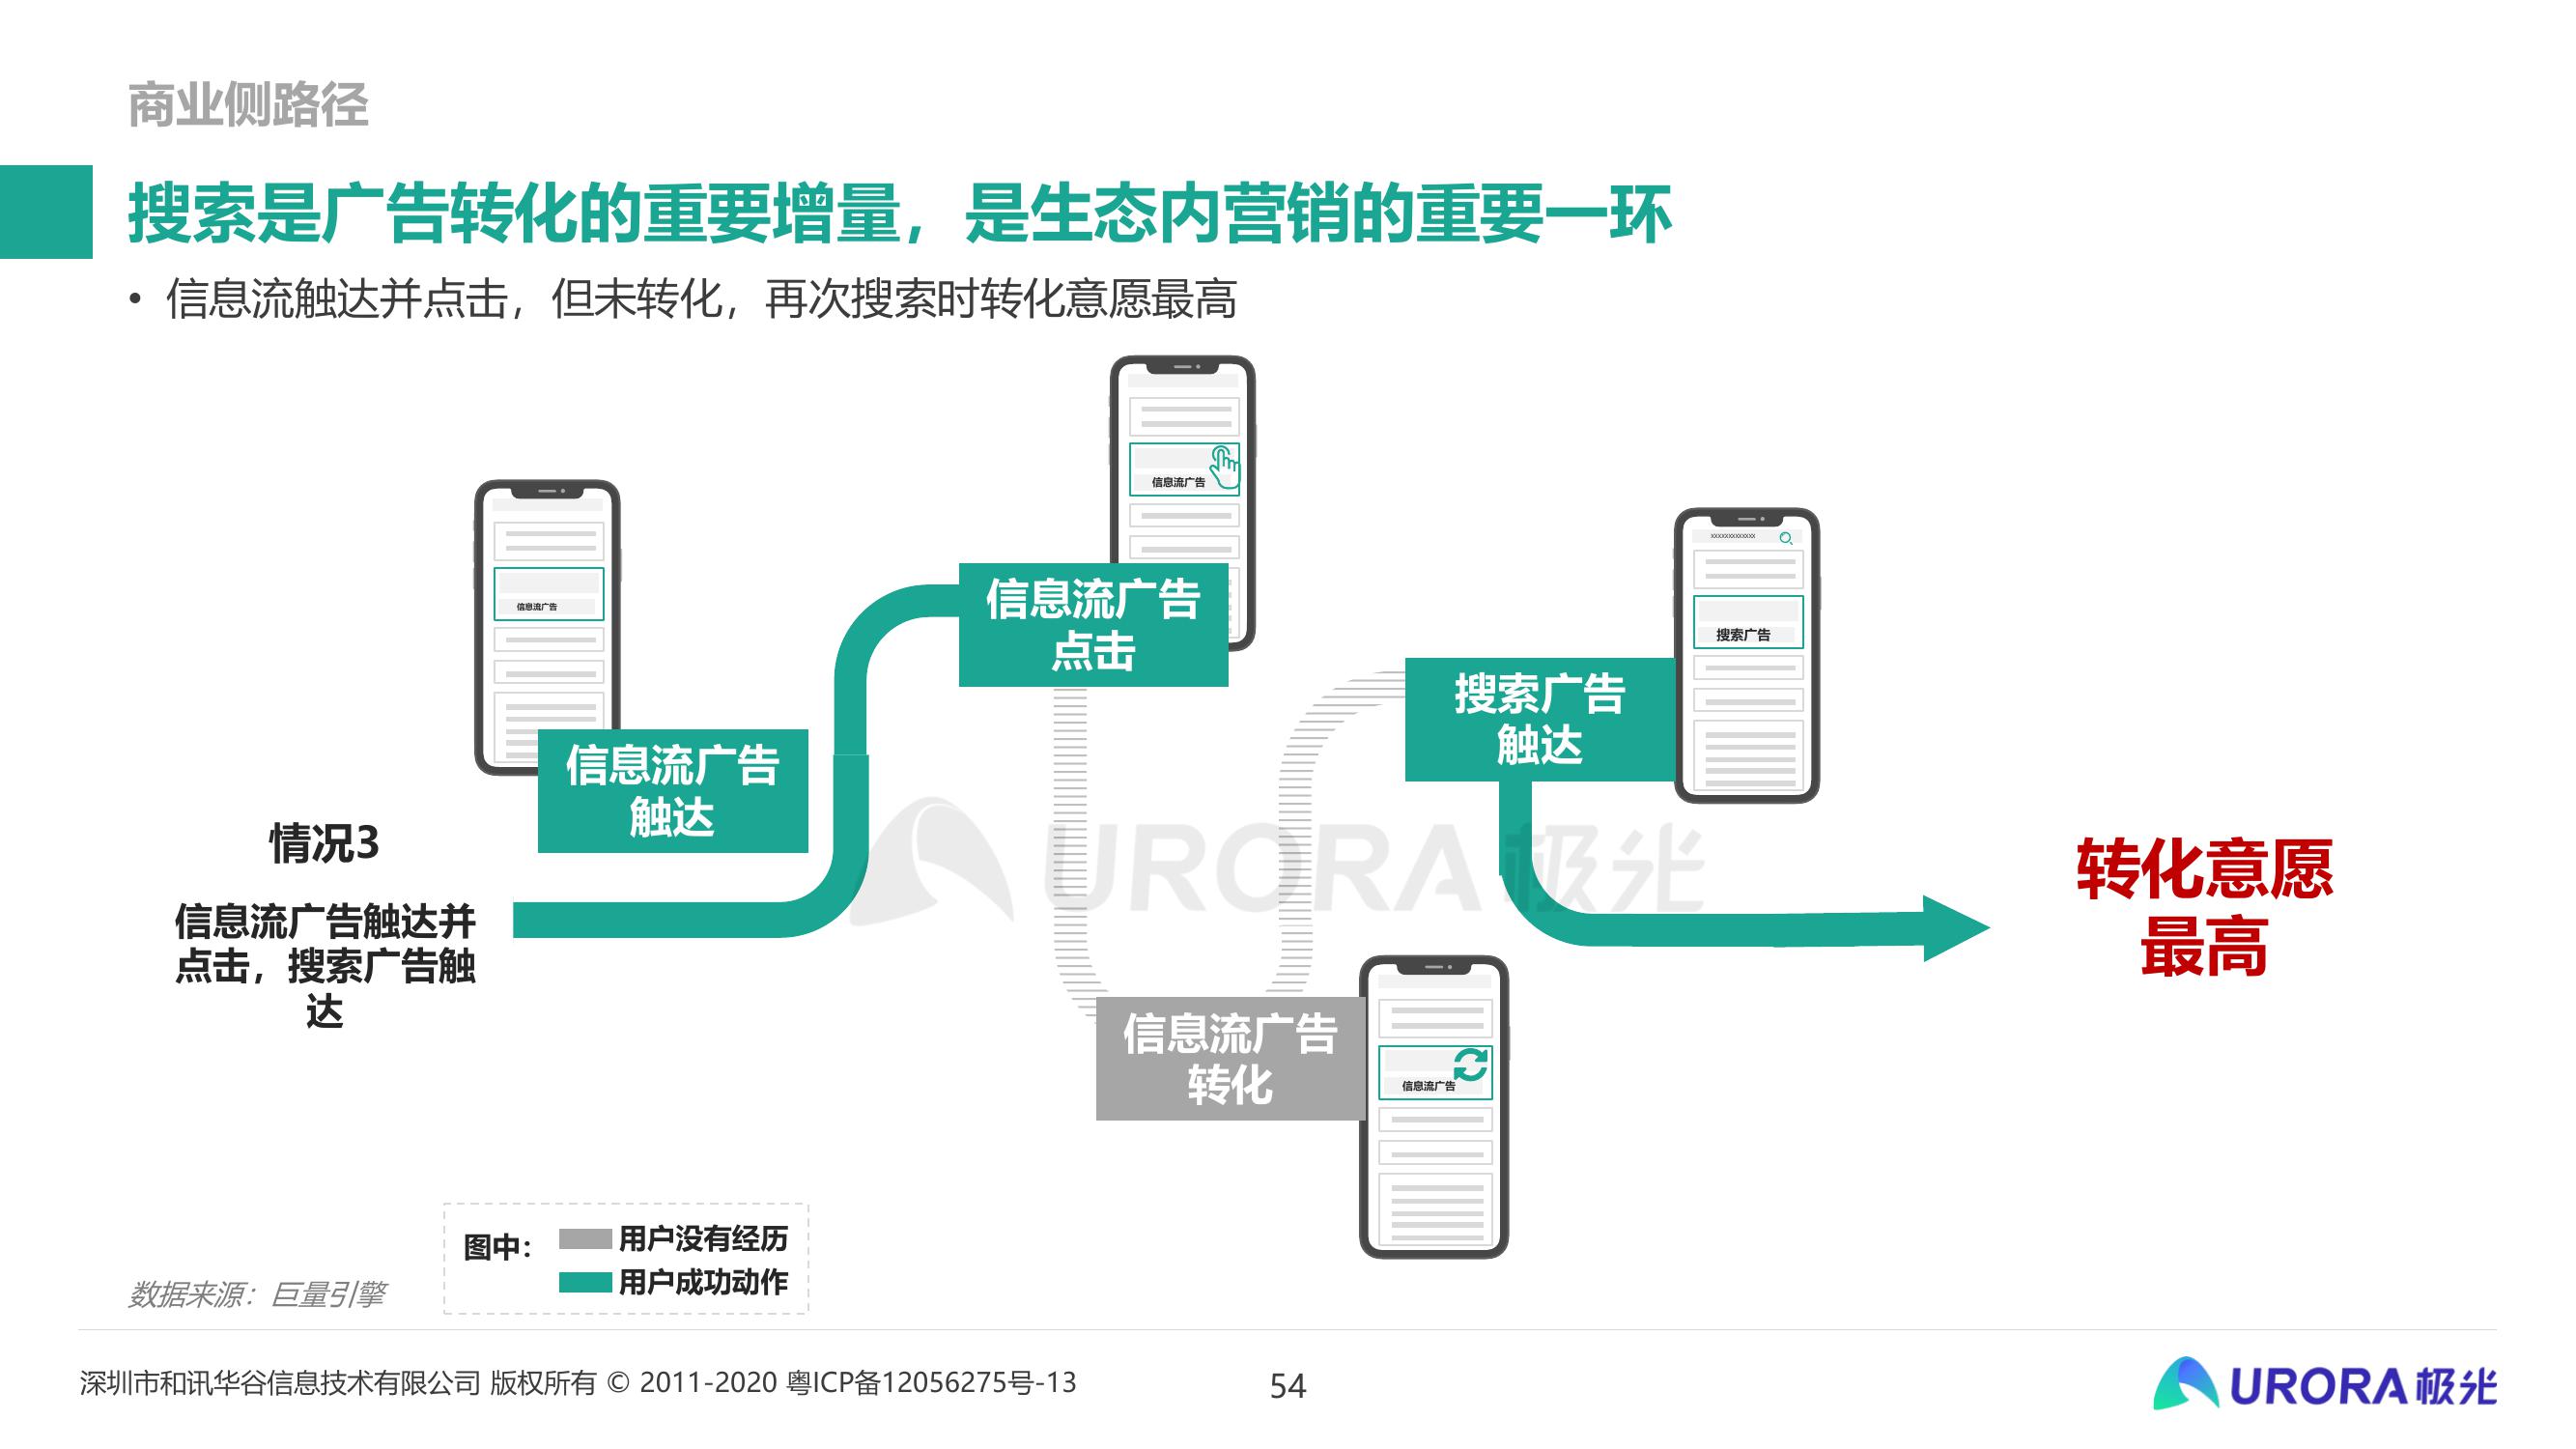 商业侧路径
搜索是广告转化的重要增量，是生态内营销的重要一环
• 信息流触达并点击，但未转化，再次搜索时转化意愿最高
信息流广告
信息流广告
点击
xxxxxxxxxxxxx
搜索广告
搜索广告
触达
信息流广告
信息流广告
触达
情况3
信息流广告触达并
点击，搜索广告触
达
URORA极光
转化意愿
最高
信息流广告
转化
信息流广告
图中：
用户没有经历
用户成功动作
数据来源：巨量引擎
深圳市和讯华谷信息技术有限公司 版权所有 © 2011-2020 粤ICP备12056275号-13
54
URORA极光